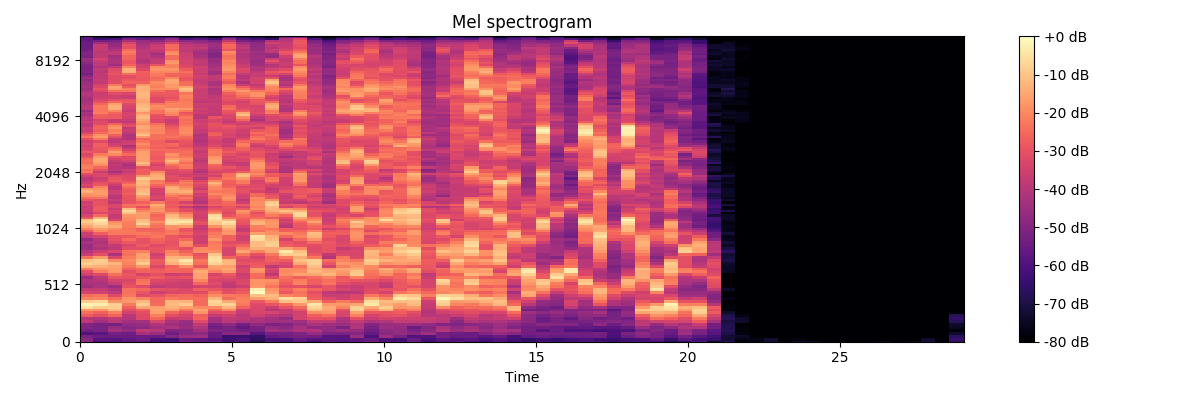 Mel spectrogram
8192
4096
2048
1024
512
0
Hz
0 5 10 15 20 25
Time
+0 dB
-10 dB
-20 dB
-30 dB
-40 dB
-50 dB
-60 dB
-70 dB
-80 dB